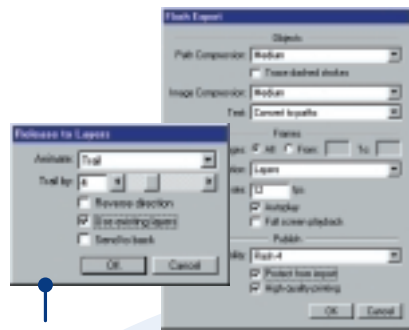 Flash Export
Objects
Path Compression: Medium
Trace dashed strokes
Image Compression: Medium
Text: Convert to paths
Frames
All From: To:
Layers
12 fps
Autoplay
Full screen playback
Publish
Flash 4
Protect from import
High quality printing
OK Cancel
Release to Layers
Animate: Trail
Trail by: 4
Reverse direction
Use existing layers
Send to back
OK Cancel